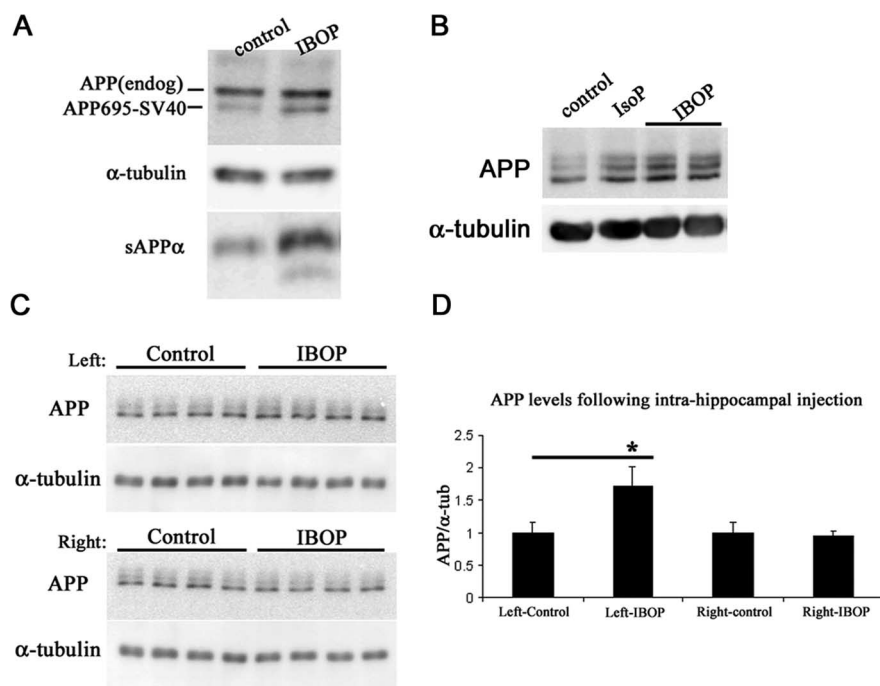 A
control IBOP
APP(endog)
APP695-SV40
α-tubulin
sAPPα
B
control IsoP IBOP
APP
α-tubulin
C
Left: Control IBOP
APP
α-tubulin
Right: Control IBOP
APP
α-tubulin
D
APP levels following intra-hippocampal injection
APP/α-tub
2.5
2
1.5
1
0.5
0
*
Left-Control Left-IBOP Right-control Right-IBOP